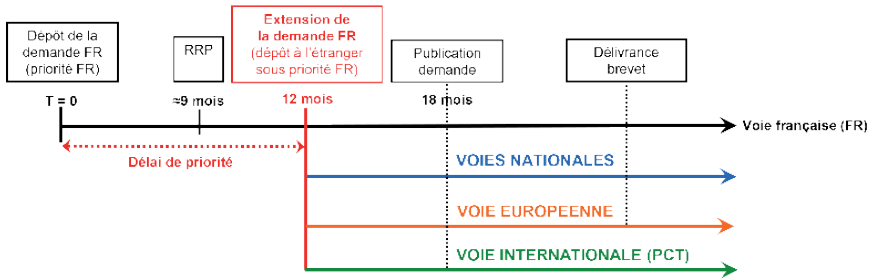 Dépôt de la
demande FR
(priorité FR)
RRP
Extension de
la demande FR
(dépôt à l'étranger
sous priorité FR)
Publication
demande
Délivrance
brevet
T = 0
≈9 mois
12 mois
18 mois
Voie française (FR)
Délai de priorité
VOIES NATIONALES
VOIE EUROPEENNE
VOIE INTERNATIONALE (PCT)